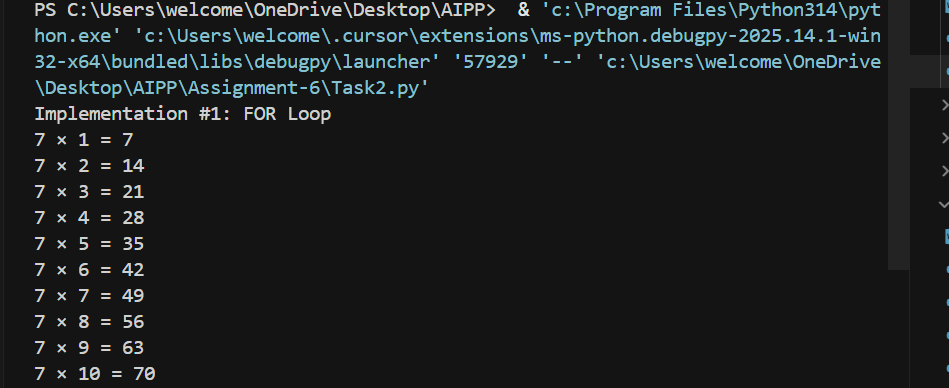 PS C:\Users\welcome\OneDrive\Desktop\AIPP>  & 'c:\Program Files\Python314\pyt
hon.exe' 'c:\Users\welcome\.cursor\extensions\ms-python.debugpy-2025.14.1-win
32-x64\bundled\libs\debugpy\launcher' '57929' '--' 'c:\Users\welcome\OneDrive
\Desktop\AIPP\Assignment-6\Task2.py'
Implementation #1: FOR Loop
7 × 1 = 7
7 × 2 = 14
7 × 3 = 21
7 × 4 = 28
7 × 5 = 35
7 × 6 = 42
7 × 7 = 49
7 × 8 = 56
7 × 9 = 63
7 × 10 = 70